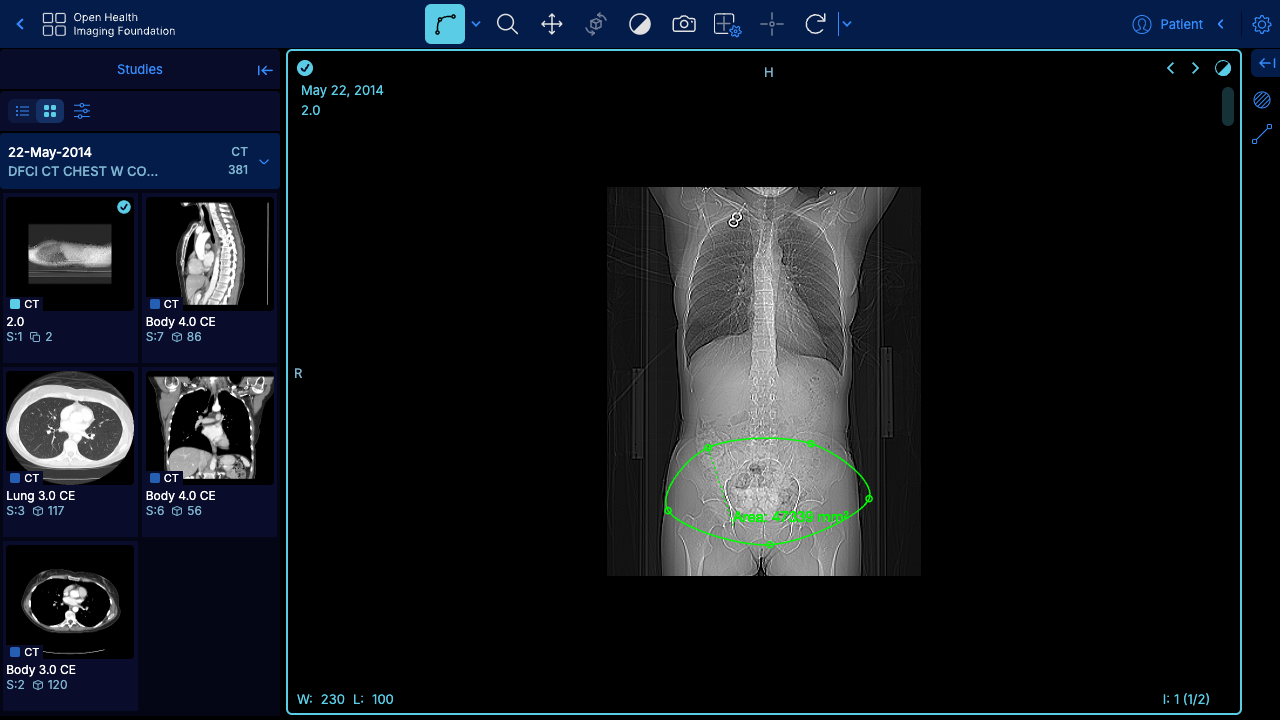 Open Health
Imaging Foundation
Patient
Studies
22-May-2014
CT
DFCI CT CHEST W CO...
381
CT
2.0
S:1 2
CT
Body 4.0 CE
S:7 86
CT
Lung 3.0 CE
S:3 117
CT
Body 4.0 CE
S:6 56
CT
Body 3.0 CE
S:2 120
May 22, 2014
2.0
H
R
Area: mm²
W: 230 L: 100
I: 1 (1/2)